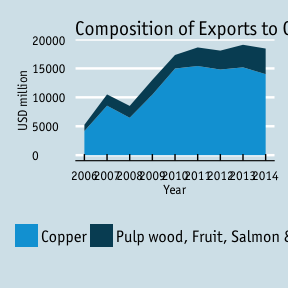 Composition of Exports to
20000
15000
10000
5000
0
USD million
2006 2007 2008 2009 2010 2011 2012 2013 2014
Year
Copper
Pulp wood, Fruit, Salmon &